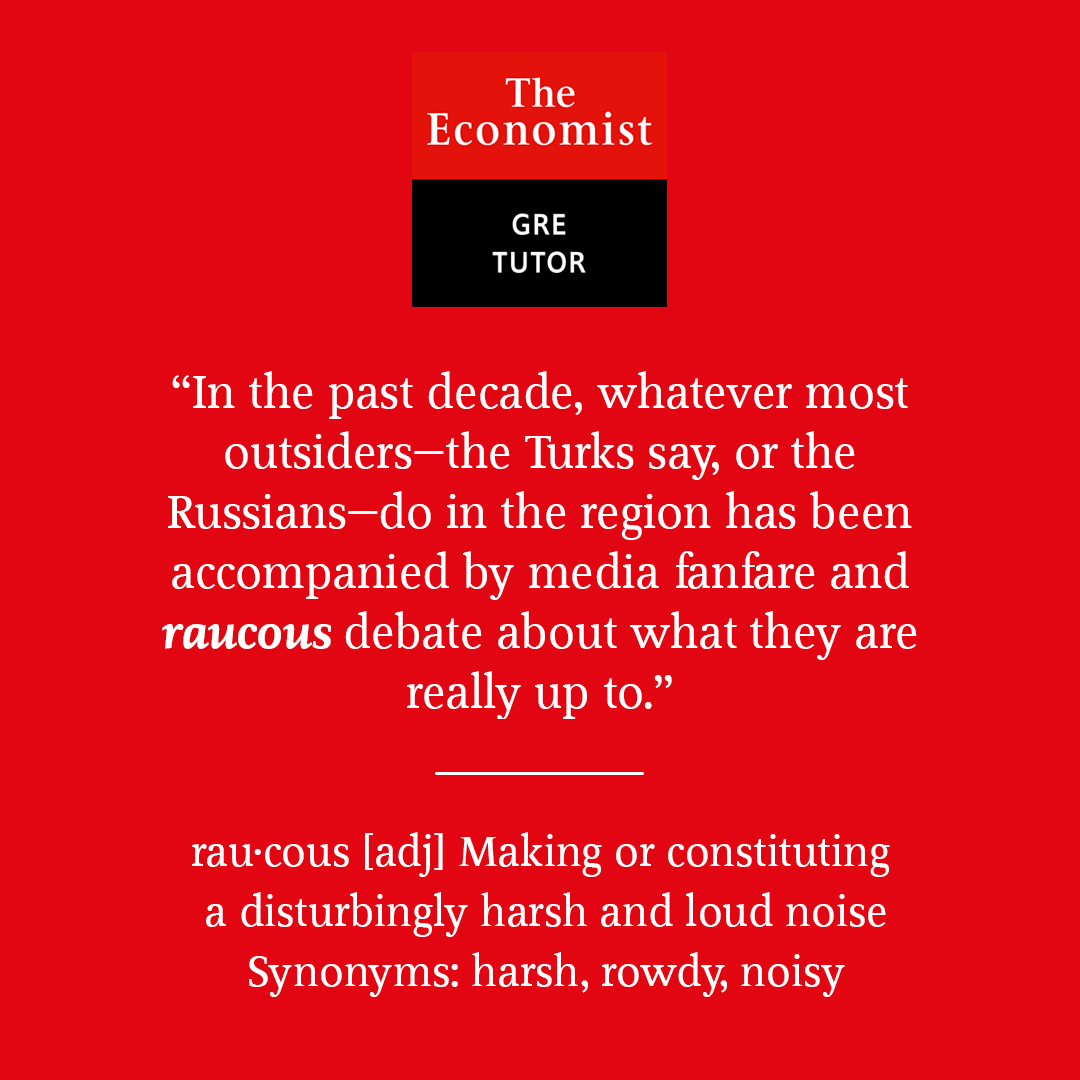 The
Economist
GRE
TUTOR
“In the past decade, whatever most
outsiders—the Turks say, or the
Russians—do in the region has been
accompanied by media fanfare and
raucous debate about what they are
really up to.”
rau·cous [adj] Making or constituting
a disturbingly harsh and loud noise
Synonyms: harsh, rowdy, noisy